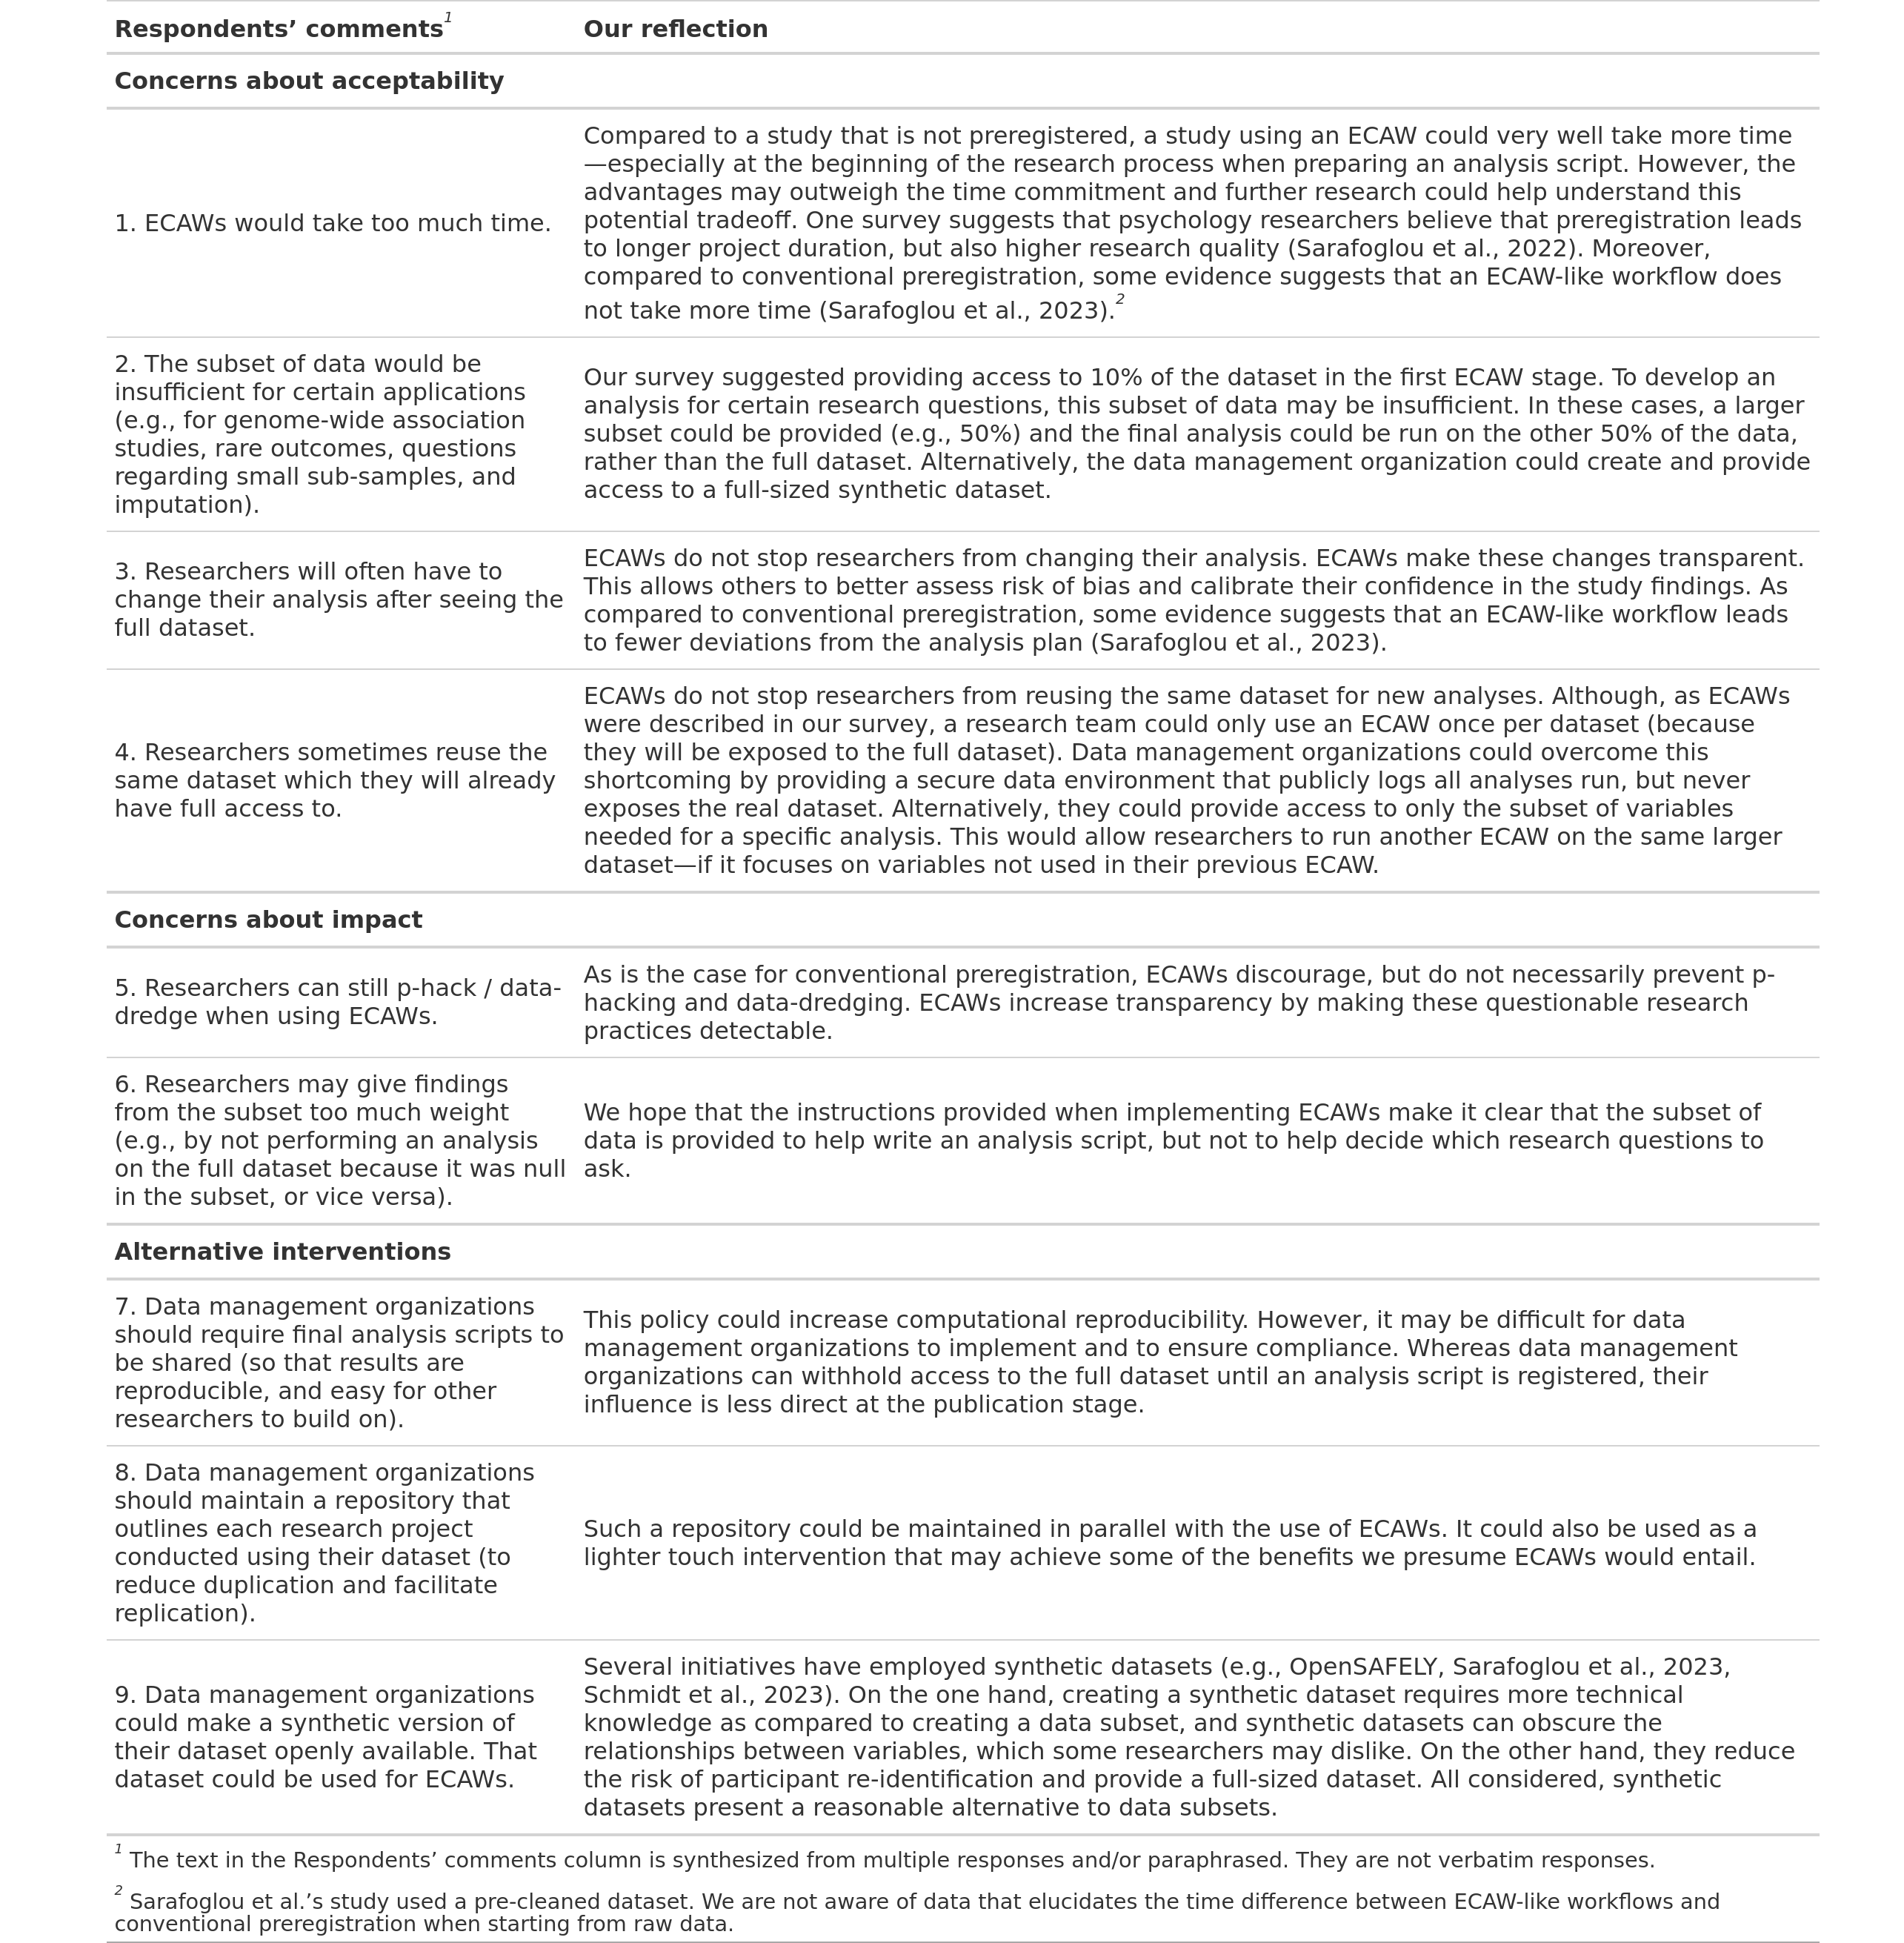 Respondents’ comments1 Our reflection
Concerns about acceptability
1. ECAWs would take too much time.
Compared to a study that is not preregistered, a study using an ECAW could very well take more time
—especially at the beginning of the research process when preparing an analysis script. However, the
advantages may outweigh the time commitment and further research could help understand this
potential tradeoff. One survey suggests that psychology researchers believe that preregistration leads
to longer project duration, but also higher research quality (Sarafoglou et al., 2022). Moreover,
compared to conventional preregistration, some evidence suggests that an ECAW-like workflow does
not take more time (Sarafoglou et al., 2023).2
2. The subset of data would be
insufficient for certain applications
(e.g., for genome-wide association
studies, rare outcomes, questions
regarding small sub-samples, and
imputation).
Our survey suggested providing access to 10% of the dataset in the first ECAW stage. To develop an
analysis for certain research questions, this subset of data may be insufficient. In these cases, a larger
subset could be provided (e.g., 50%) and the final analysis could be run on the other 50% of the data,
rather than the full dataset. Alternatively, the data management organization could create and provide
access to a full-sized synthetic dataset.
3. Researchers will often have to
change their analysis after seeing the
full dataset.
ECAWs do not stop researchers from changing their analysis. ECAWs make these changes transparent.
This allows others to better assess risk of bias and calibrate their confidence in the study findings. As
compared to conventional preregistration, some evidence suggests that an ECAW-like workflow leads
to fewer deviations from the analysis plan (Sarafoglou et al., 2023).
4. Researchers sometimes reuse the
same dataset which they will already
have full access to.
ECAWs do not stop researchers from reusing the same dataset for new analyses. Although, as ECAWs
were described in our survey, a research team could only use an ECAW once per dataset (because
they will be exposed to the full dataset). Data management organizations could overcome this
shortcoming by providing a secure data environment that publicly logs all analyses run, but never
exposes the real dataset. Alternatively, they could provide access to only the subset of variables
needed for a specific analysis. This would allow researchers to run another ECAW on the same larger
dataset—if it focuses on variables not used in their previous ECAW.
Concerns about impact
5. Researchers can still p-hack / data-
dredge when using ECAWs.
As is the case for conventional preregistration, ECAWs discourage, but do not necessarily prevent p-
hacking and data-dredging. ECAWs increase transparency by making these questionable research
practices detectable.
6. Researchers may give findings
from the subset too much weight
(e.g., by not performing an analysis
on the full dataset because it was null
in the subset, or vice versa).
We hope that the instructions provided when implementing ECAWs make it clear that the subset of
data is provided to help write an analysis script, but not to help decide which research questions to
ask.
Alternative interventions
7. Data management organizations
should require final analysis scripts to
be shared (so that results are
reproducible, and easy for other
researchers to build on).
This policy could increase computational reproducibility. However, it may be difficult for data
management organizations to implement and to ensure compliance. Whereas data management
organizations can withhold access to the full dataset until an analysis script is registered, their
influence is less direct at the publication stage.
8. Data management organizations
should maintain a repository that
outlines each research project
conducted using their dataset (to
reduce duplication and facilitate
replication).
Such a repository could be maintained in parallel with the use of ECAWs. It could also be used as a
lighter touch intervention that may achieve some of the benefits we presume ECAWs would entail.
9. Data management organizations
could make a synthetic version of
their dataset openly available. That
dataset could be used for ECAWs.
Several initiatives have employed synthetic datasets (e.g., OpenSAFELY, Sarafoglou et al., 2023,
Schmidt et al., 2023). On the one hand, creating a synthetic dataset requires more technical
knowledge as compared to creating a data subset, and synthetic datasets can obscure the
relationships between variables, which some researchers may dislike. On the other hand, they reduce
the risk of participant re-identification and provide a full-sized dataset. All considered, synthetic
datasets present a reasonable alternative to data subsets.
1 The text in the Respondents’ comments column is synthesized from multiple responses and/or paraphrased. They are not verbatim responses.
2 Sarafoglou et al.’s study used a pre-cleaned dataset. We are not aware of data that elucidates the time difference between ECAW-like workflows and
conventional preregistration when starting from raw data.